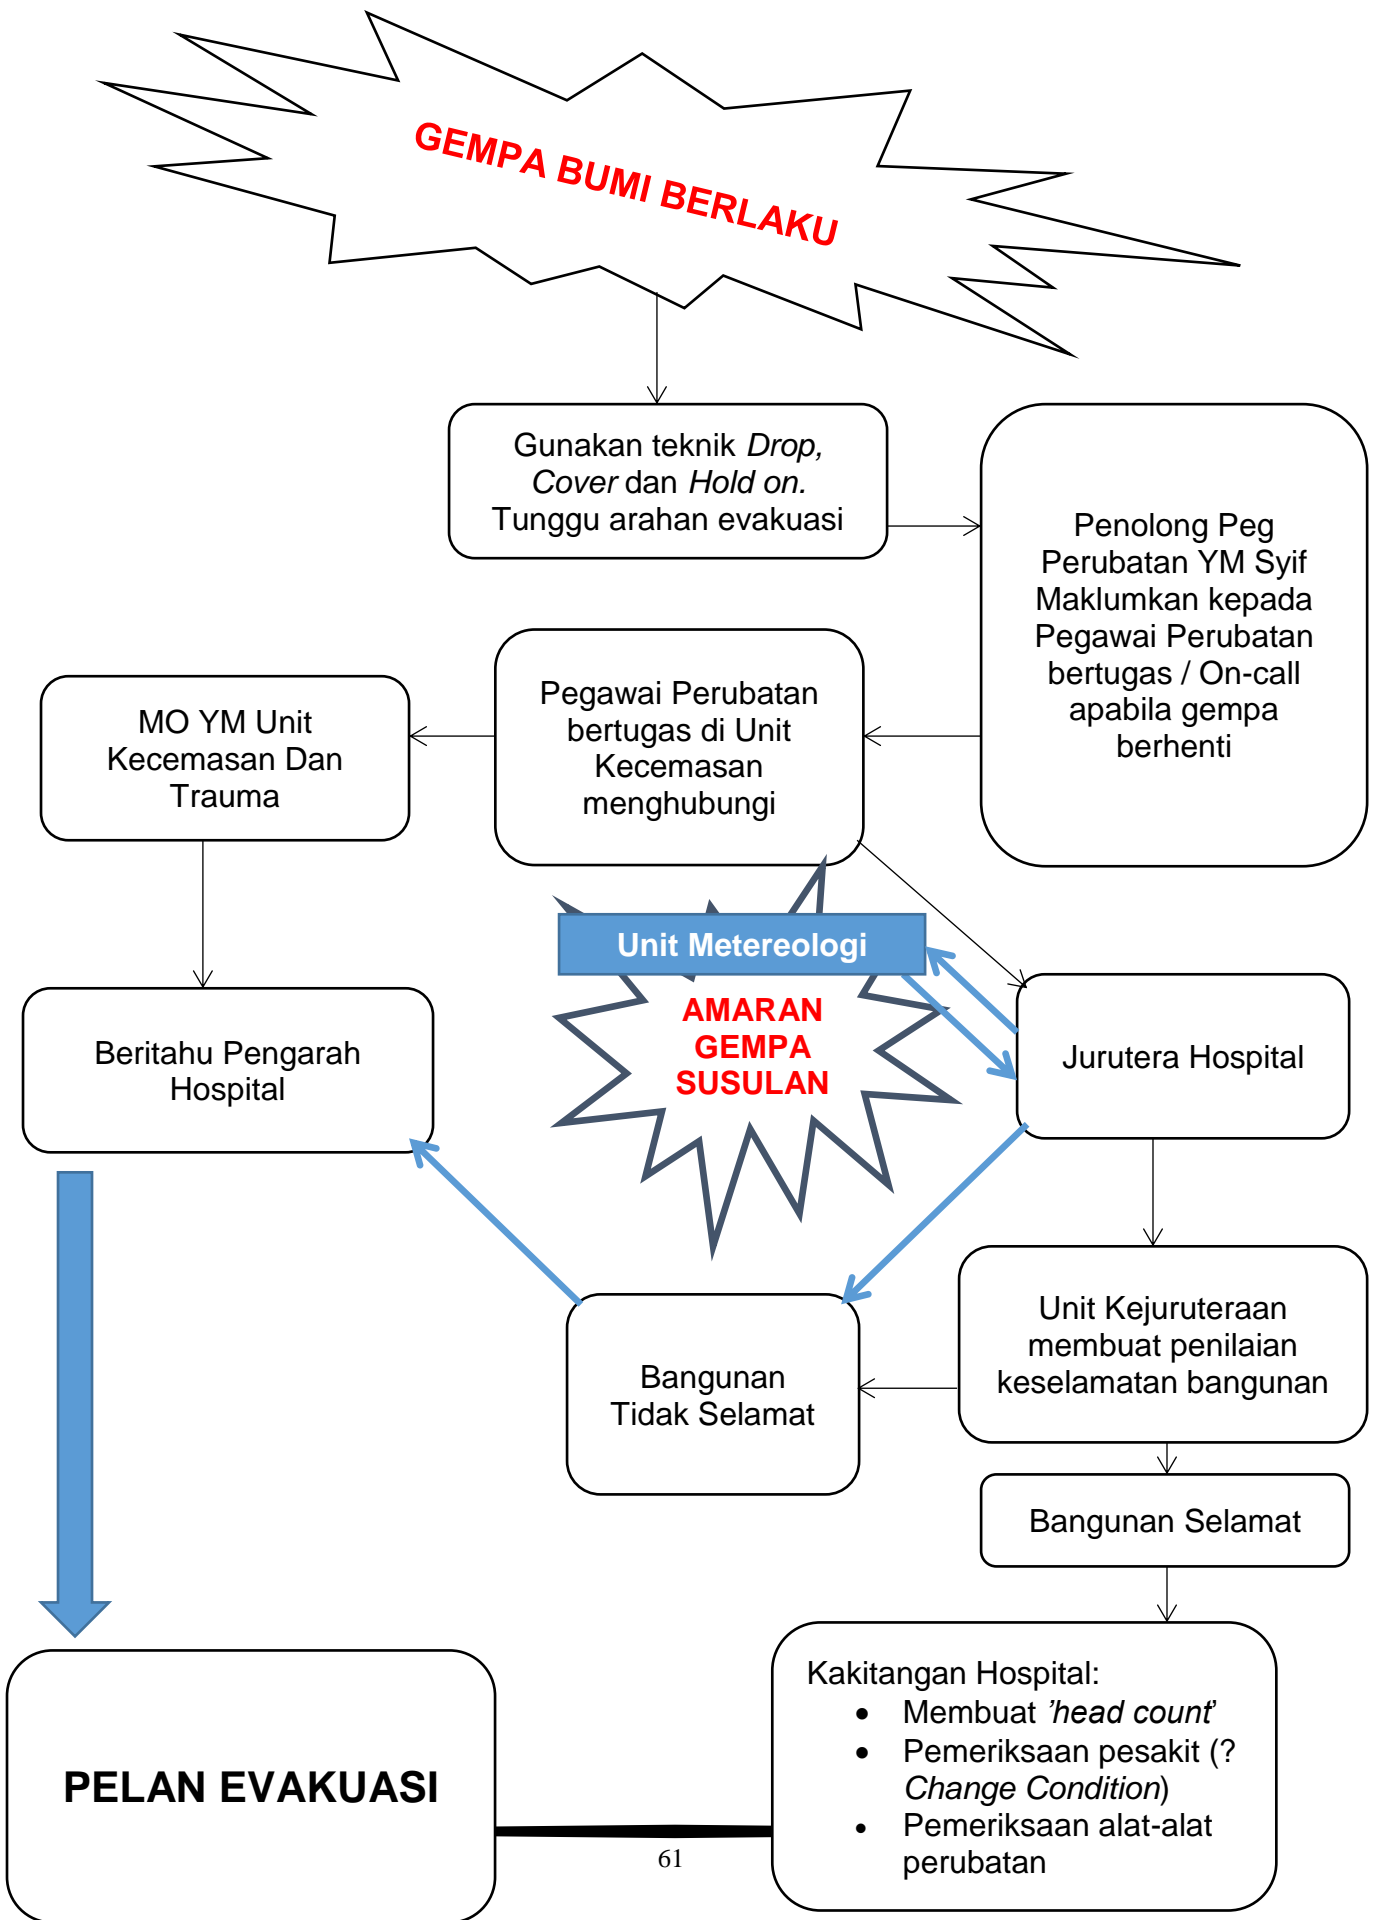 GEMPA BUMI BERLAKU
Gunakan teknik Drop,
Cover dan Hold on.
Tunggu arahan evakuasi
Penolong Peg
Perubatan YM Syif
Maklumkan kepada
Pegawai Perubatan
bertugas / On-call
apabila gempa
berhenti
Pegawai Perubatan
bertugas di Unit
Kecemasan
menghubungi
MO YM Unit
Kecemasan Dan
Trauma
Unit Metereologi
AMARAN
GEMPA
SUSULAN
Beritahu Pengarah
Hospital
Jurutera Hospital
Unit Kejuruteraan
membuat penilaian
keselamatan bangunan
Bangunan
Tidak Selamat
Bangunan Selamat
Kakitangan Hospital:
• Membuat ’head count’
• Pemeriksaan pesakit (?
Change Condition)
• Pemeriksaan alat-alat
perubatan
PELAN EVAKUASI
61